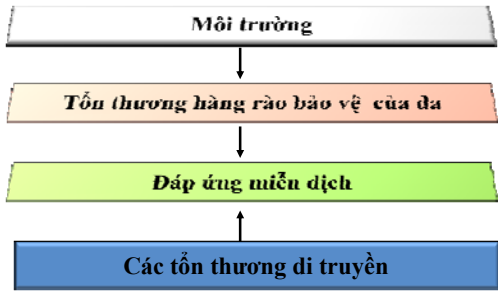 Môi trường
Tổn thương hàng rào bảo vệ của da
Đáp ứng miễn dịch
Các tổn thương di truyền